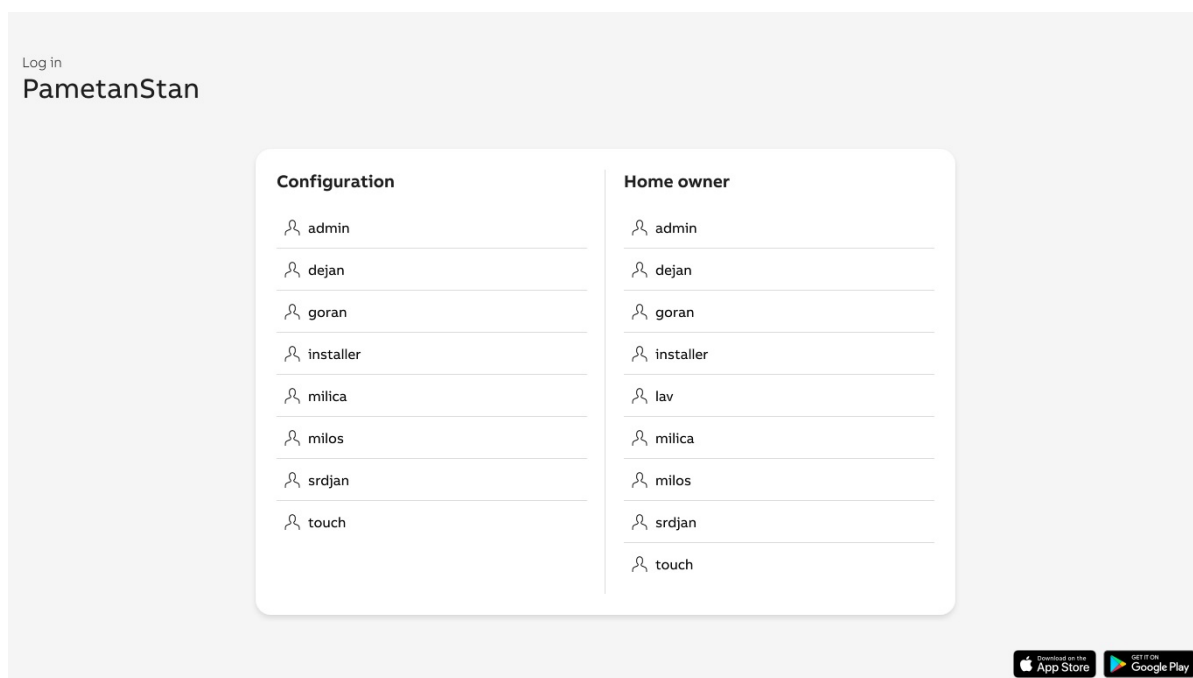 Log in
PametanStan
Configuration
admin
dejan
goran
installer
milica
milos
srdjan
touch
Home owner
admin
dejan
goran
installer
lav
milica
milos
srdjan
touch
Download on the
App Store
GET IT ON
Google Play